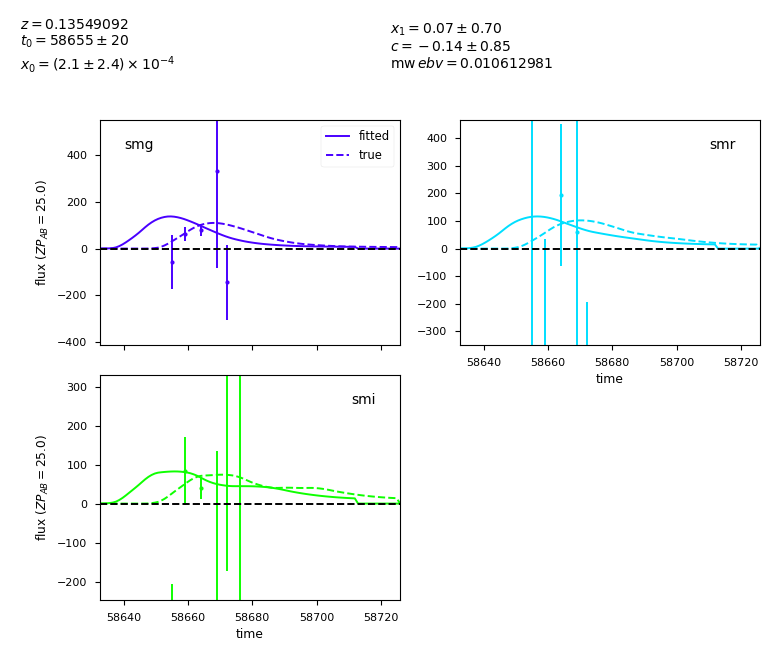 z = 0.13549092
t₀ = 58655 ± 20
x₀ = (2.1 ± 2.4) × 10⁻⁴
x₁ = 0.07 ± 0.70
c = −0.14 ± 0.85
mw ebv = 0.010612981
smg
fitted
true
400
200
0
−200
−400
flux (ZP_AB = 25.0)
smr
400
300
200
100
0
−100
−200
−300
58640 58660 58680 58700 58720
time
smi
300
200
100
0
−100
−200
flux (ZP_AB = 25.0)
58640 58660 58680 58700 58720
time